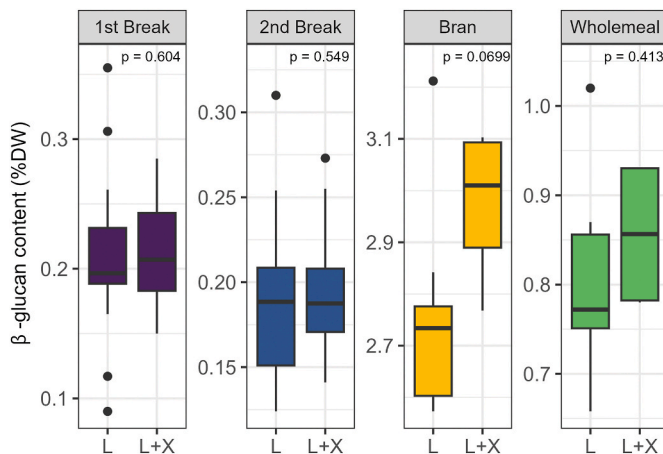 1st Break
2nd Break
Bran
Wholemeal
p = 0.604
p = 0.549
p = 0.0699
p = 0.413
β -glucan content (%DW)
0.3
0.2
0.1
0.30
0.25
0.20
0.15
3.1
2.9
2.7
1.0
0.9
0.8
0.7
L
L+X
L
L+X
L
L+X
L
L+X